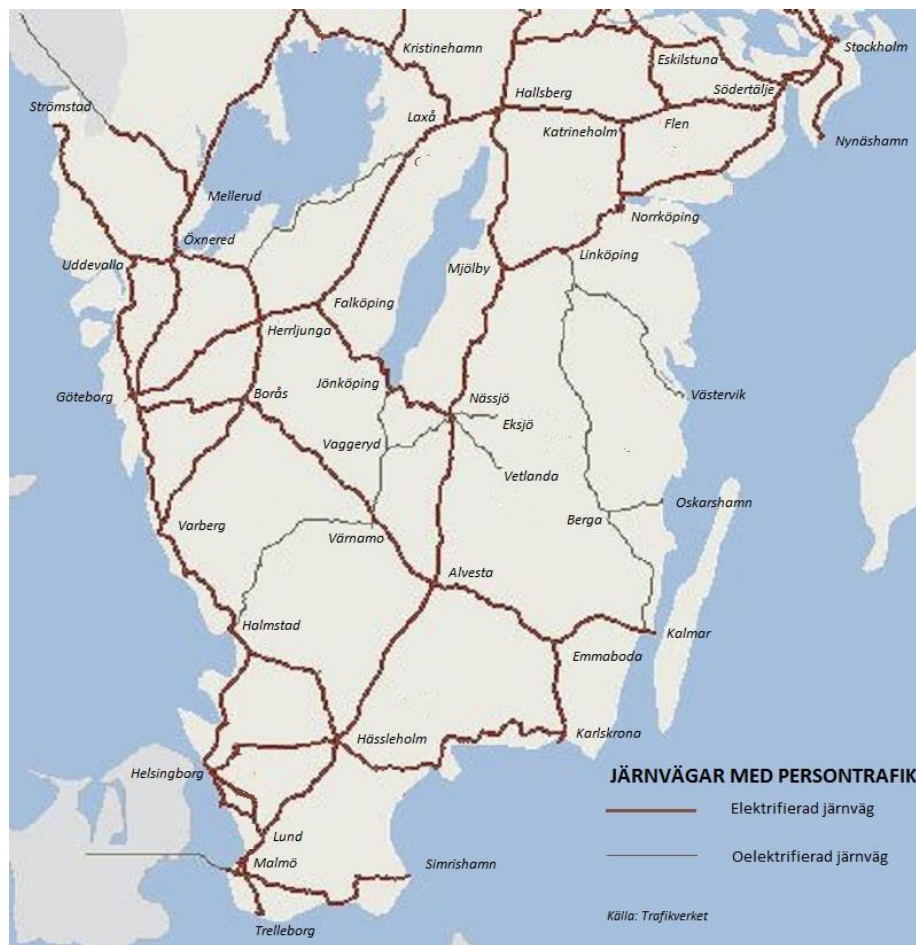 Kristinehamn
Stockholm
Eskilstuna
Södertälje
Hallsberg
Strömstad
Laxå
Katrineholm
Flen
Nynäshamn
Mellerud
Norrköping
Öxnered
Uddevalla
Linköping
Mjölby
Falköping
Herrljunga
Jönköping
Göteborg
Borås
Nässjö
Västervik
Eksjö
Vaggeryd
Vetlanda
Oskarshamn
Berga
Varberg
Värnamo
Alvesta
Halmstad
Kalmar
Emmaboda
Hässleholm
Karlskrona
Helsingborg
JÄRNVÄGAR MED PERSONTRAFIK
Elektrifierad järnväg
Lund
Oelektrifierad järnväg
Malmö
Simrishamn
Källa: Trafikverket
Trelleborg